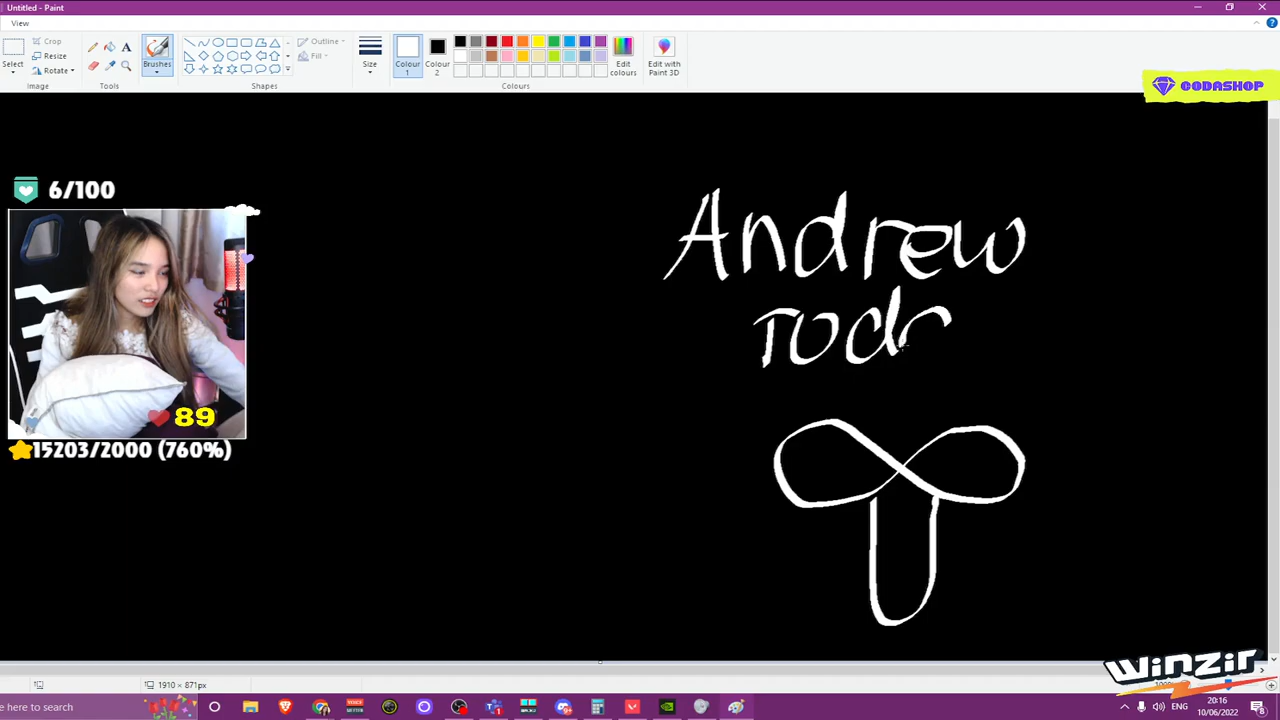 Untitled - Paint
View
Select
Crop
Resize
Rotate
Image
A
Tools
Brushes
Outline
Fill
Shapes
Size
Colour 1
Colour 2
Colours
Edit colours
Edit with Paint 3D
CODASHOP
6/100
89
15203/2000 (760%)
Andrew
rod
1910 × 871px
winzir
e here to search
ENG
20:16
10/06/2022
8